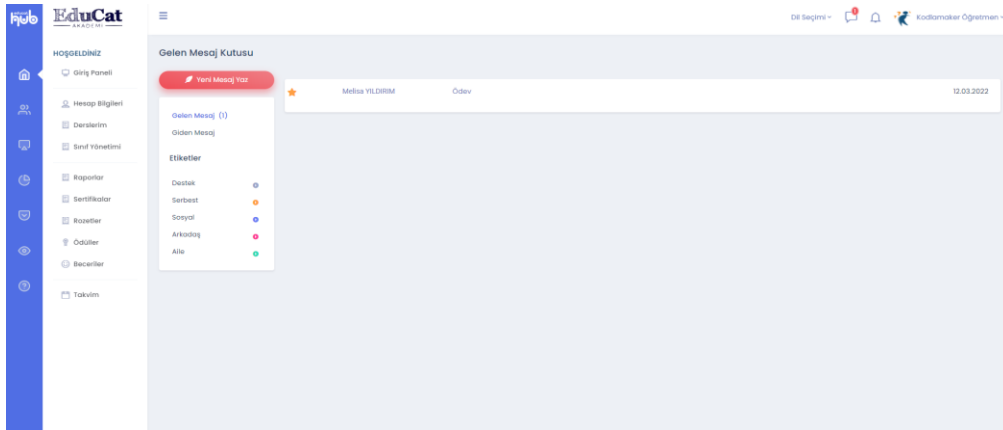 hub
EduCat
AKADEMİ
Dil Seçimi
Kodlamaker Öğretmen
HOŞGELDİNİZ
Giriş Paneli
Hesap Bilgileri
Derslerim
Sınıf Yönetimi
Raporlar
Sertifikalar
Rozetler
Ödüller
Beceriler
Takvim
Gelen Mesaj Kutusu
Yeni Mesaj Yaz
Gelen Mesaj (1)
Giden Mesaj
Etiketler
Destek
Serbest
Sosyal
Arkadaş
Aile
Melisa YILDIRIM Ödev 12.03.2022